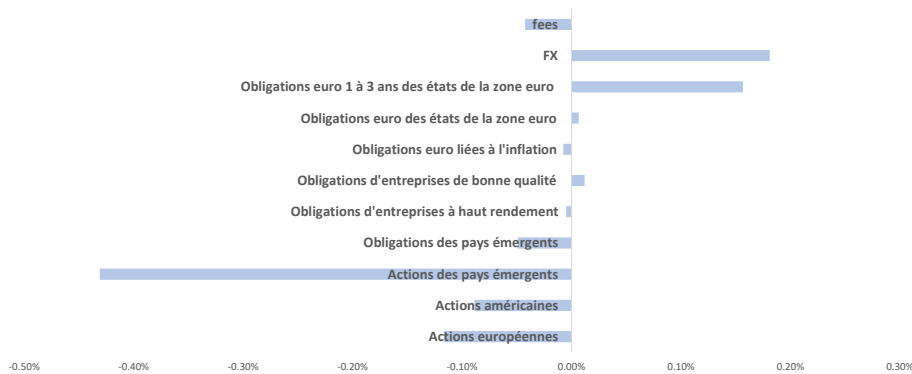 fees
FX
Obligations euro 1 à 3 ans des états de la zone euro
Obligations euro des états de la zone euro
Obligations euro liées à l'inflation
Obligations d'entreprises de bonne qualité
Obligations d'entreprises à haut rendement
Obligations des pays émergents
Actions des pays émergents
Actions américaines
Actions européennes
-0.50% -0.40% -0.30% -0.20% -0.10% 0.00% 0.10% 0.20% 0.30%